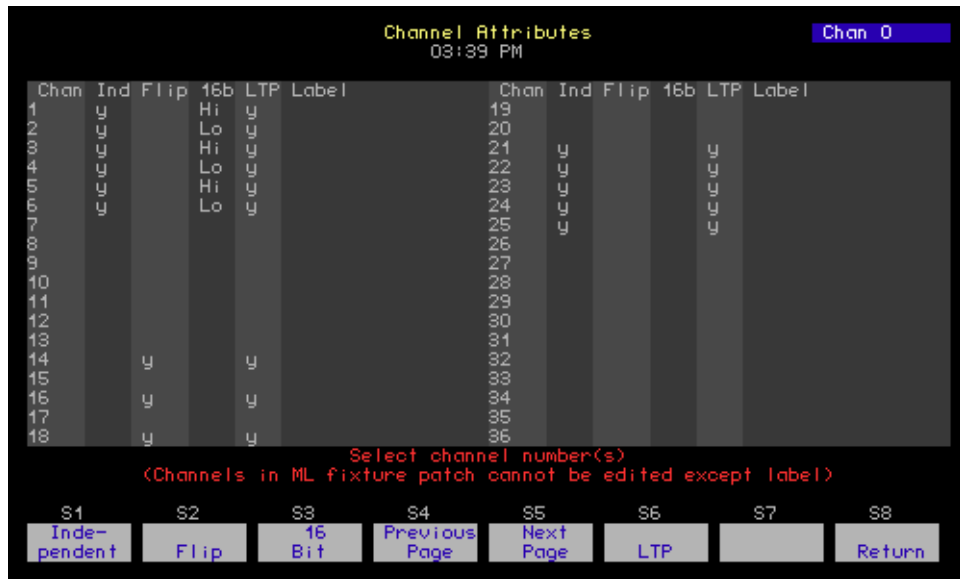 Channel Attributes
Chan 0
03:39 PM
Chan Ind Flip 16b LTP Label Chan Ind Flip 16b LTP Label
1 y Hi y 19
2 y Lo y 20
3 y Hi y 21 y y
4 y Lo y 22 y y
5 y Hi y 23 y y
6 y Lo y 24 y y
7 25 y y
8 26
9 27
10 28
11 29
12 30
13 31
14 y y 32
15 33
16 y y 34
17 35
18 y y 36
Select channel number(s)
(Channels in ML fixture patch cannot be edited except label)
S1 S2 S3 S4 S5 S6 S7 S8
Inde- 16 Previous Next
pendent Flip Bit Page Page LTP Return